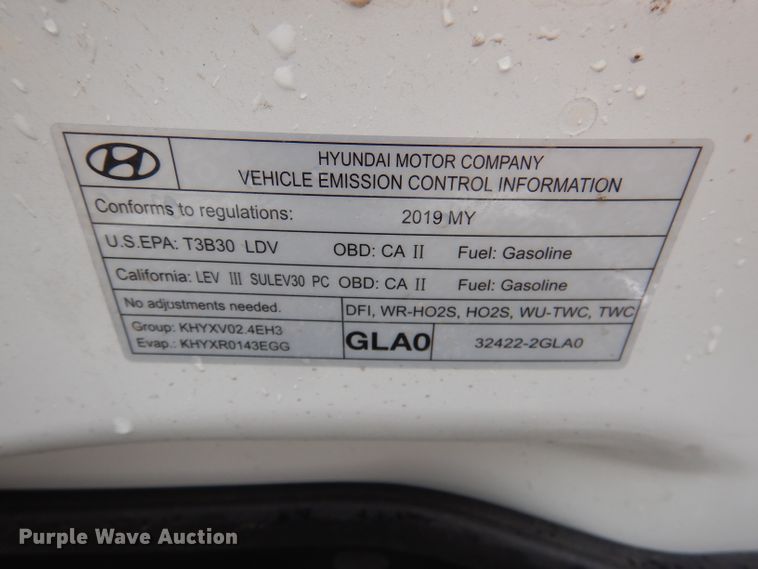 HYUNDAI MOTOR COMPANY
VEHICLE EMISSION CONTROL INFORMATION
Conforms to regulations: 2019 MY
U.S.EPA: T3B30 LDV OBD: CA II Fuel: Gasoline
California: LEV III SULEV30 PC OBD: CA II Fuel: Gasoline
No adjustments needed. DFI, WR-HO2S, HO2S, WU-TWC, TWC
Group: KHYXV02.4EH3
Evap.: KHYXR0143EGG
GLA0 32422-2GLA0
Purple Wave Auction